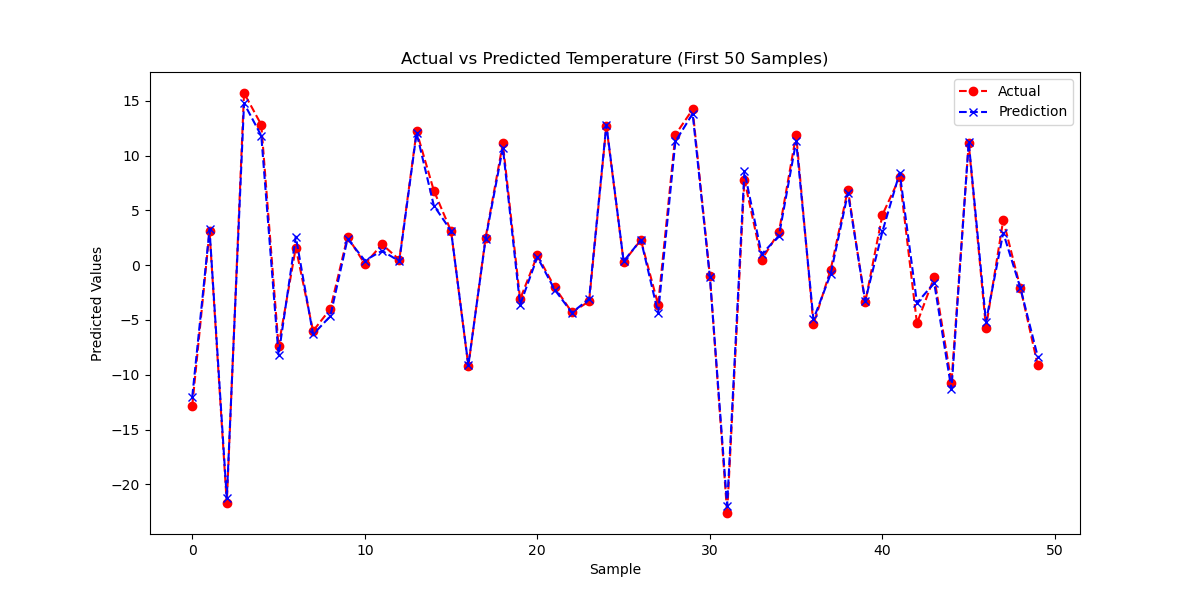 Actual vs Predicted Temperature (First 50 Samples)
Actual
Prediction
Predicted Values
15
10
5
0
−5
−10
−15
−20
0 10 20 30 40 50
Sample